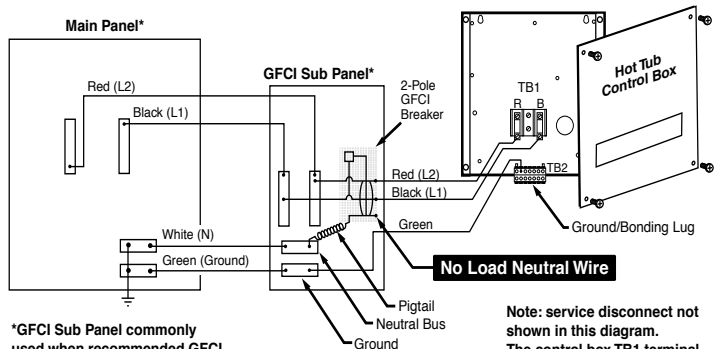 Main Panel*
Red (L2)
Black (L1)
White (N)
Green (Ground)
GFCI Sub Panel*
2-Pole
GFCI
Breaker
Red (L2)
Black (L1)
Green
No Load Neutral Wire
Pigtail
Neutral Bus
Ground
TB1
R B
TB2
Ground/Bonding Lug
Hot Tub
Control Box
*GFCI Sub Panel commonly
used when recommended GFCI
Note: service disconnect not
shown in this diagram.
The control box TB1 terminal